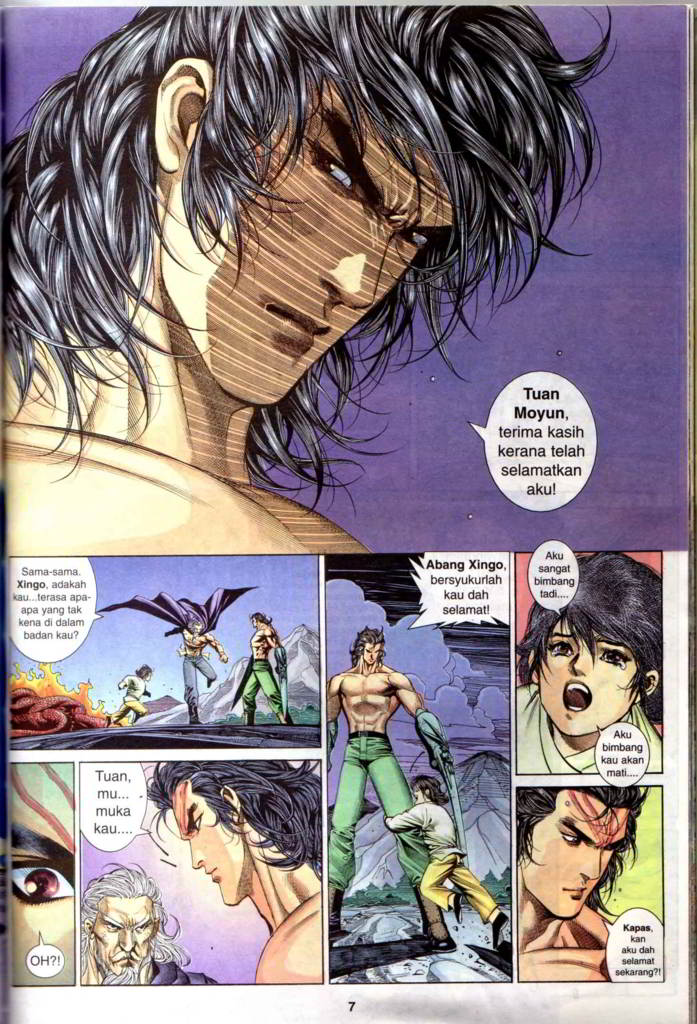 Tuan
Moyun,
terima kasih
kerana telah
selamatkan
aku!
Sama-sama.
Xingo, adakah
kau...terasa apa-
apa yang tak
kena di dalam
badan kau?
Abang Xingo,
bersyukurlah
kau dah
selamat!
Aku
sangat
bimbang
tadi....
Aku
bimbang
kau akan
mati....
OH?!
Tuan,
mu...
muka
kau....
Kapas,
kan
aku dah
selamat
sekarang?!
7